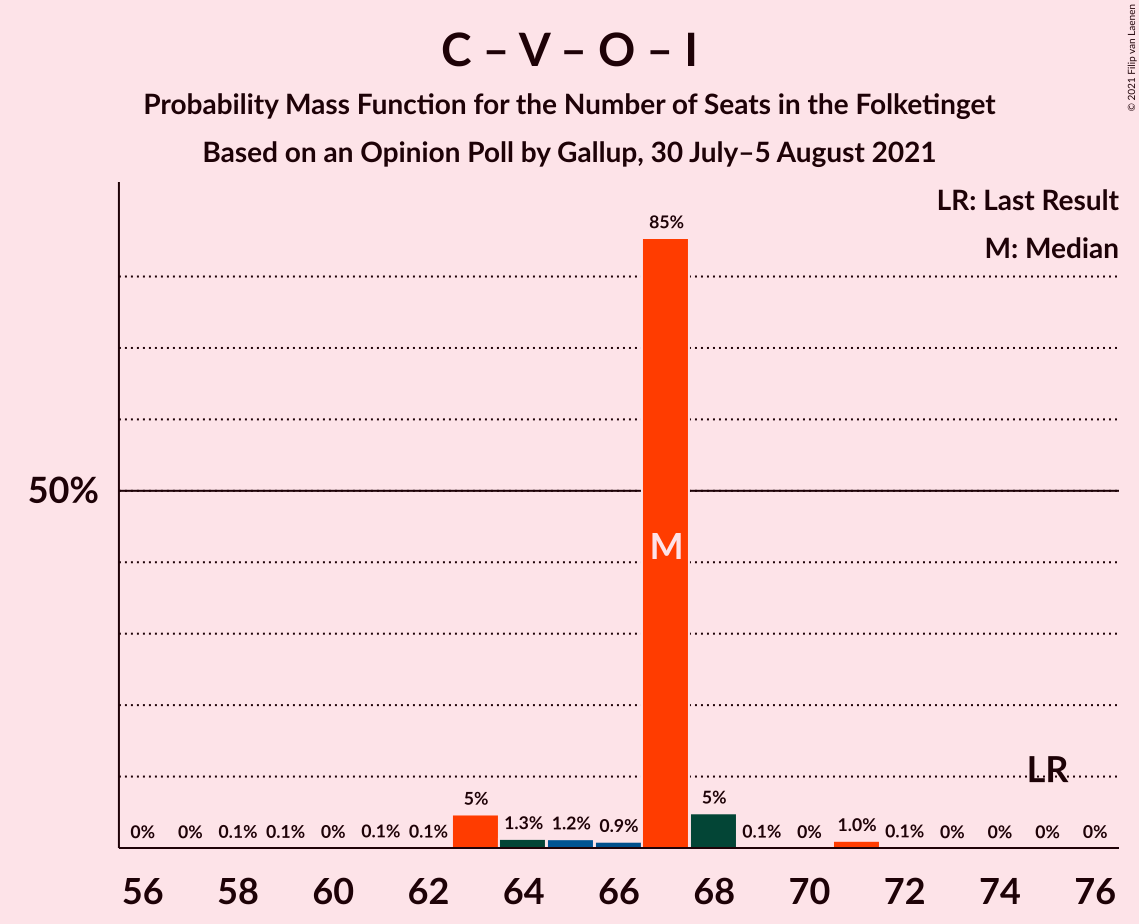 C – V – O – I
Probability Mass Function for the Number of Seats in the Folketinget
Based on an Opinion Poll by Gallup, 30 July–5 August 2021
© 2021 Filip van Laenen
LR: Last Result
M: Median
85%
50%
M
LR
0% 0% 0.1% 0.1% 0% 0.1% 0.1% 5% 1.3% 1.2% 0.9% 5% 0.1% 0% 1.0% 0.1% 0% 0% 0% 0%
56 58 60 62 64 66 68 70 72 74 76